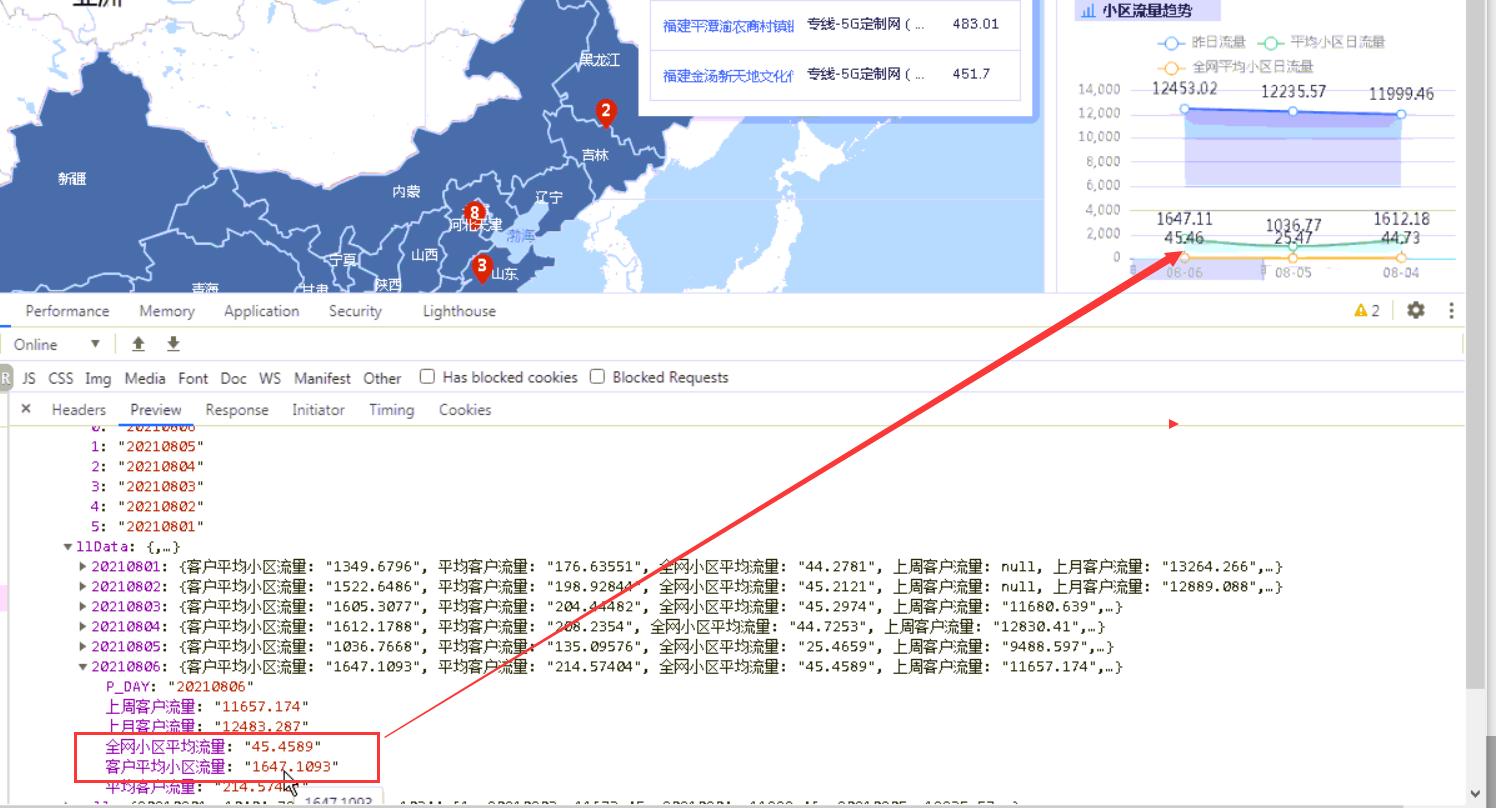 福建平潭渝农商村镇
专线-5G定制网 ( ...
483.01
福建金汤新天地文化
专线-5G定制网 ( ...
451.7
黑龙江
2
吉林
新疆
内蒙
辽宁
8
河北
天津
渤海
山西
3
山东
宁夏
陕西
青海
甘肃
小区流量趋势
昨日流量
平均小区日流量
全网平均小区日流量
14,000
12,000
10,000
8,000
6,000
4,000
2,000
0
12453.02
12235.57
11999.46
1647.11
1036.77
1612.18
45.46
25.47
44.73
08-06
08-05
08-04
Performance Memory Application Security Lighthouse
2
Online
R JS CSS Img Media Font Doc WS Manifest Other Has blocked cookies Blocked Requests
× Headers Preview Response Initiator Timing Cookies
0: "20210806"
1: "20210805"
2: "20210804"
3: "20210803"
4: "20210802"
5: "20210801"
llData: {,…}
20210801: {客户平均小区流量: "1349.6796", 平均客户流量: "176.63551", 全网小区平均流量: "44.2781", 上周客户流量: null, 上月客户流量: "13264.266",…}
20210802: {客户平均小区流量: "1522.6486", 平均客户流量: "198.92844", 全网小区平均流量: "45.2121", 上周客户流量: null, 上月客户流量: "12889.088",…}
20210803: {客户平均小区流量: "1605.3077", 平均客户流量: "204.44482", 全网小区平均流量: "45.2974", 上周客户流量: "11680.639",…}
20210804: {客户平均小区流量: "1612.1788", 平均客户流量: "208.2354", 全网小区平均流量: "44.7253", 上周客户流量: "12830.41",…}
20210805: {客户平均小区流量: "1036.7668", 平均客户流量: "135.09576", 全网小区平均流量: "25.4659", 上周客户流量: "9488.597",…}
20210806: {客户平均小区流量: "1647.1093", 平均客户流量: "214.57404", 全网小区平均流量: "45.4589", 上周客户流量: "11657.174",…}
P_DAY: "20210806"
上周客户流量: "11657.174"
上月客户流量: "12483.287"
全网小区平均流量: "45.4589"
客户平均小区流量: "1647.1093"
平均客户流量: "214.574
1647.1093